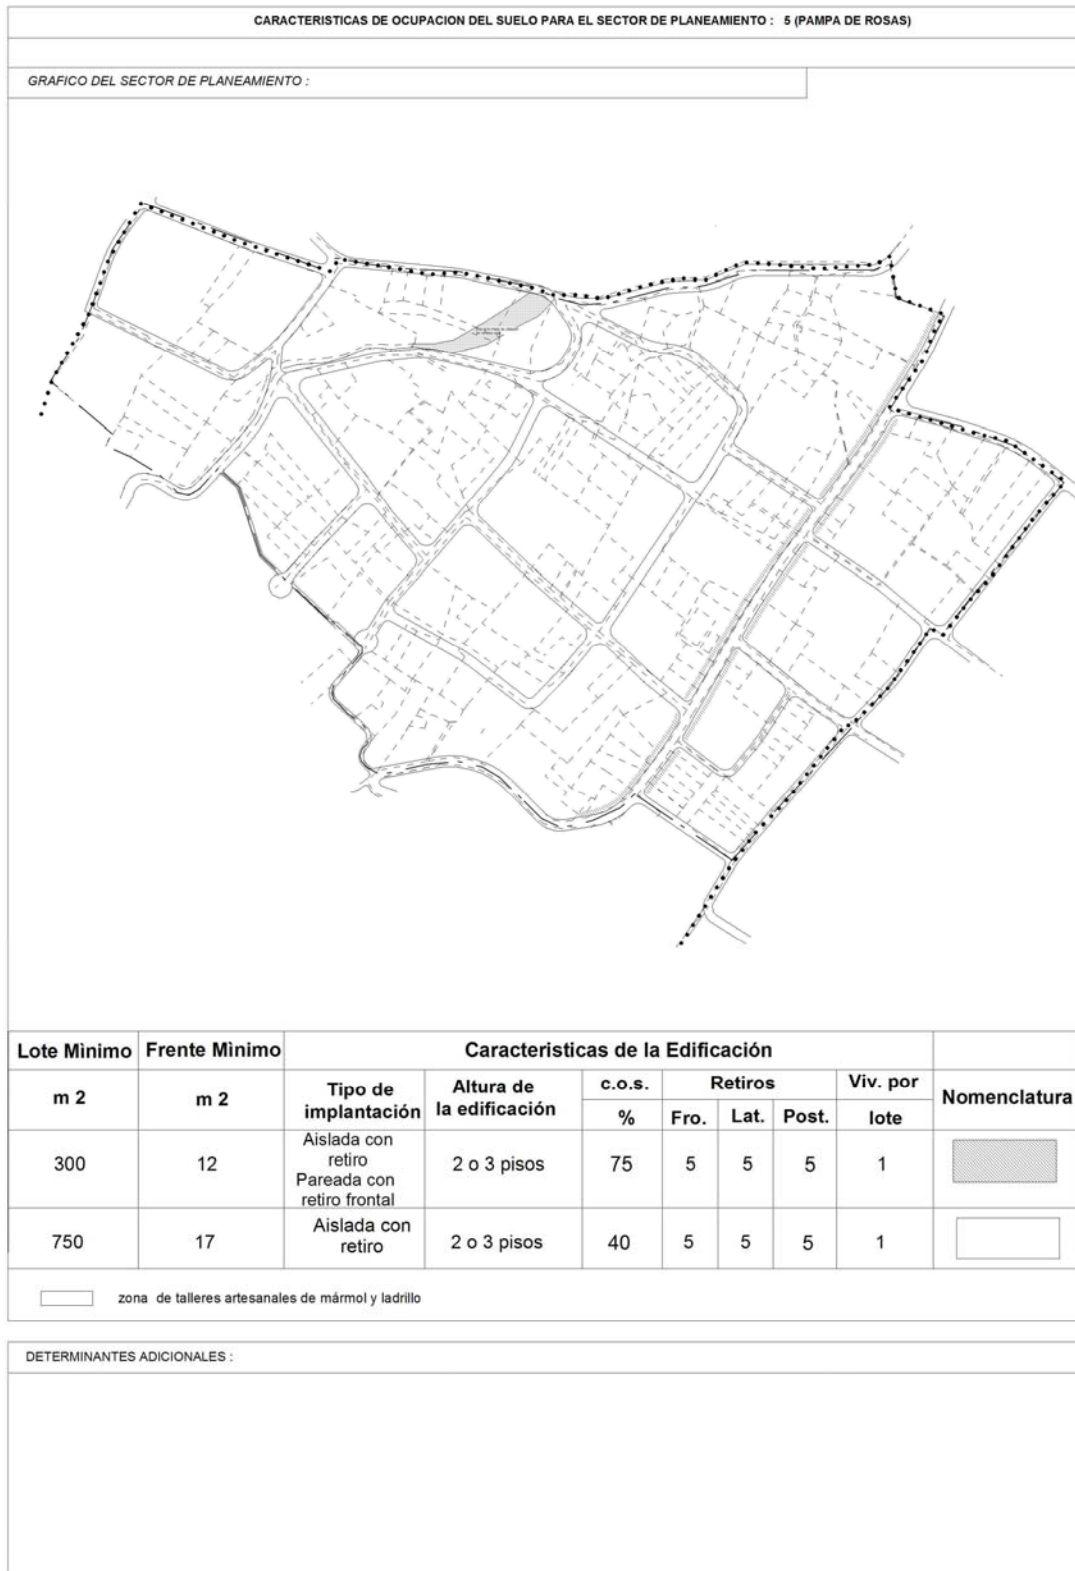 CARACTERISTICAS DE OCUPACION DEL SUELO PARA EL SECTOR DE PLANEAMIENTO : 5 (PAMPA DE ROSAS)
GRAFICO DEL SECTOR DE PLANEAMIENTO :
Lote Mìnimo Frente Mìnimo Caracteristicas de la Edificación
m 2 m 2 Tipo de implantación Altura de la edificación c.o.s. Retiros Viv. por Nomenclatura
% Fro. Lat. Post. lote
300 12 Aislada con retiro Pareada con retiro frontal 2 o 3 pisos 75 5 5 5 1
750 17 Aislada con retiro 2 o 3 pisos 40 5 5 5 1
zona de talleres artesanales de mármol y ladrillo
DETERMINANTES ADICIONALES :